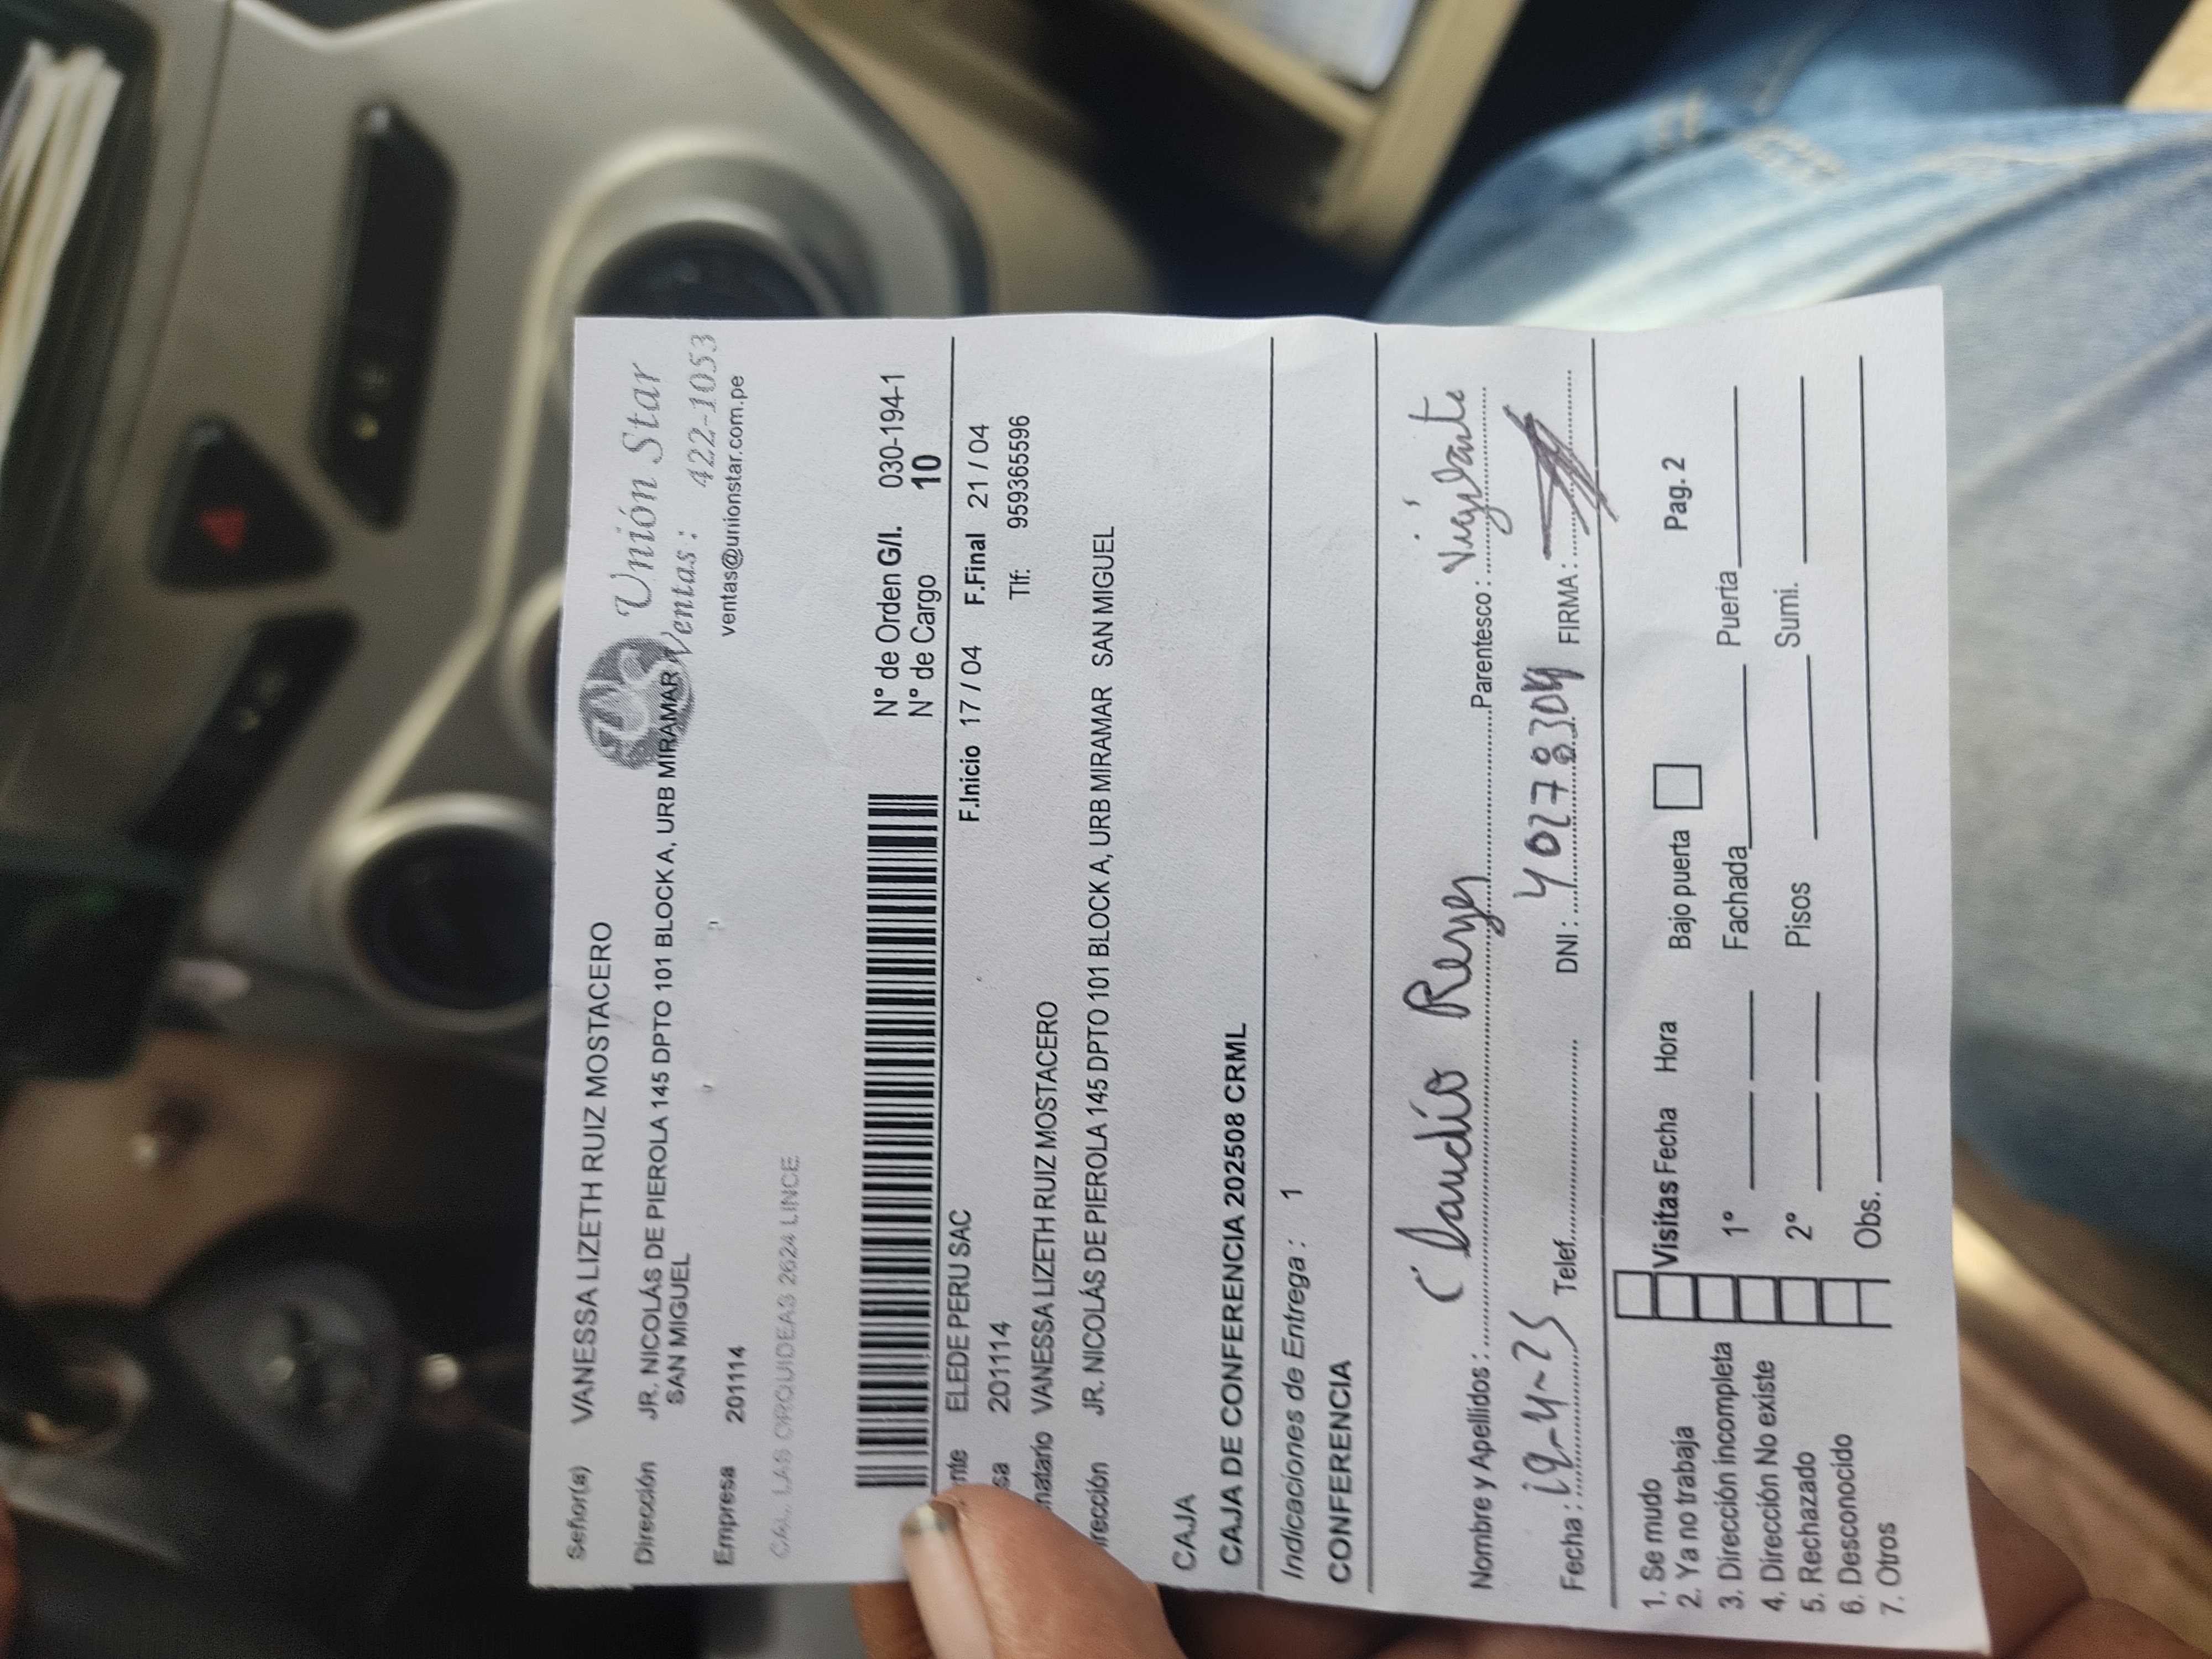 Señor(a) VANESSA LIZETH RUIZ MOSTACERO
Unión Star
Ventas: 422-1053
ventas@unionstar.com.pe
Dirección JR. NICOLÁS DE PIEROLA 145 DPTO 101 BLOCK A, URB MIRAMAR
SAN MIGUEL
Empresa 201114
CAL. LAS ORQUIDEAS 2624 LINCE
N° de Orden G/I. 030-194-1
N° de Cargo 10
F.Inicio 17 / 04 F.Final 21 / 04
nte ELEDE PERU SAC
sa 201114 Tlf: 959365596
natario VANESSA LIZETH RUIZ MOSTACERO
irección JR. NICOLÁS DE PIEROLA 145 DPTO 101 BLOCK A, URB MIRAMAR SAN MIGUEL
CAJA
CAJA DE CONFERENCIA 202508 CRML
Indicaciones de Entrega : 1
CONFERENCIA
Nombre y Apellidos : Claudio Reyes Parentesco : Vigilante
Fecha : Telef. DNI : FIRMA :
1. Se mudo
2. Ya no trabaja
3. Dirección incompleta
4. Dirección No existe
5. Rechazado
6. Desconocido
7. Otros
Visitas Fecha Hora Bajo puerta Pag. 2
1° Fachada Puerta
2° Pisos Sumi.
Obs.